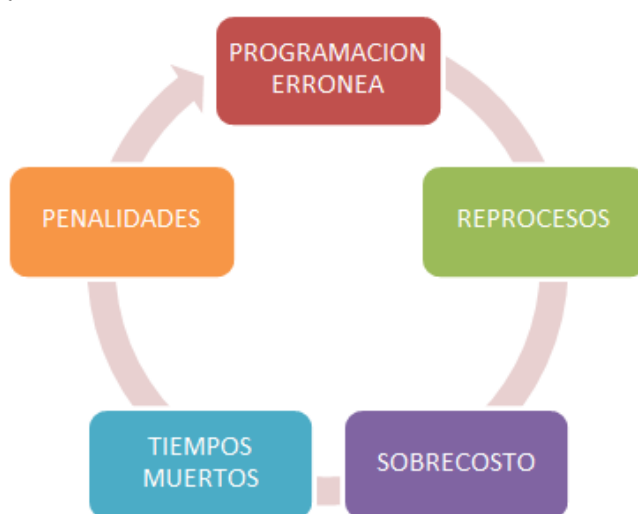 PROGRAMACION
ERRONEA
REPROCESOS
SOBRECOSTO
TIEMPOS
MUERTOS
PENALIDADES